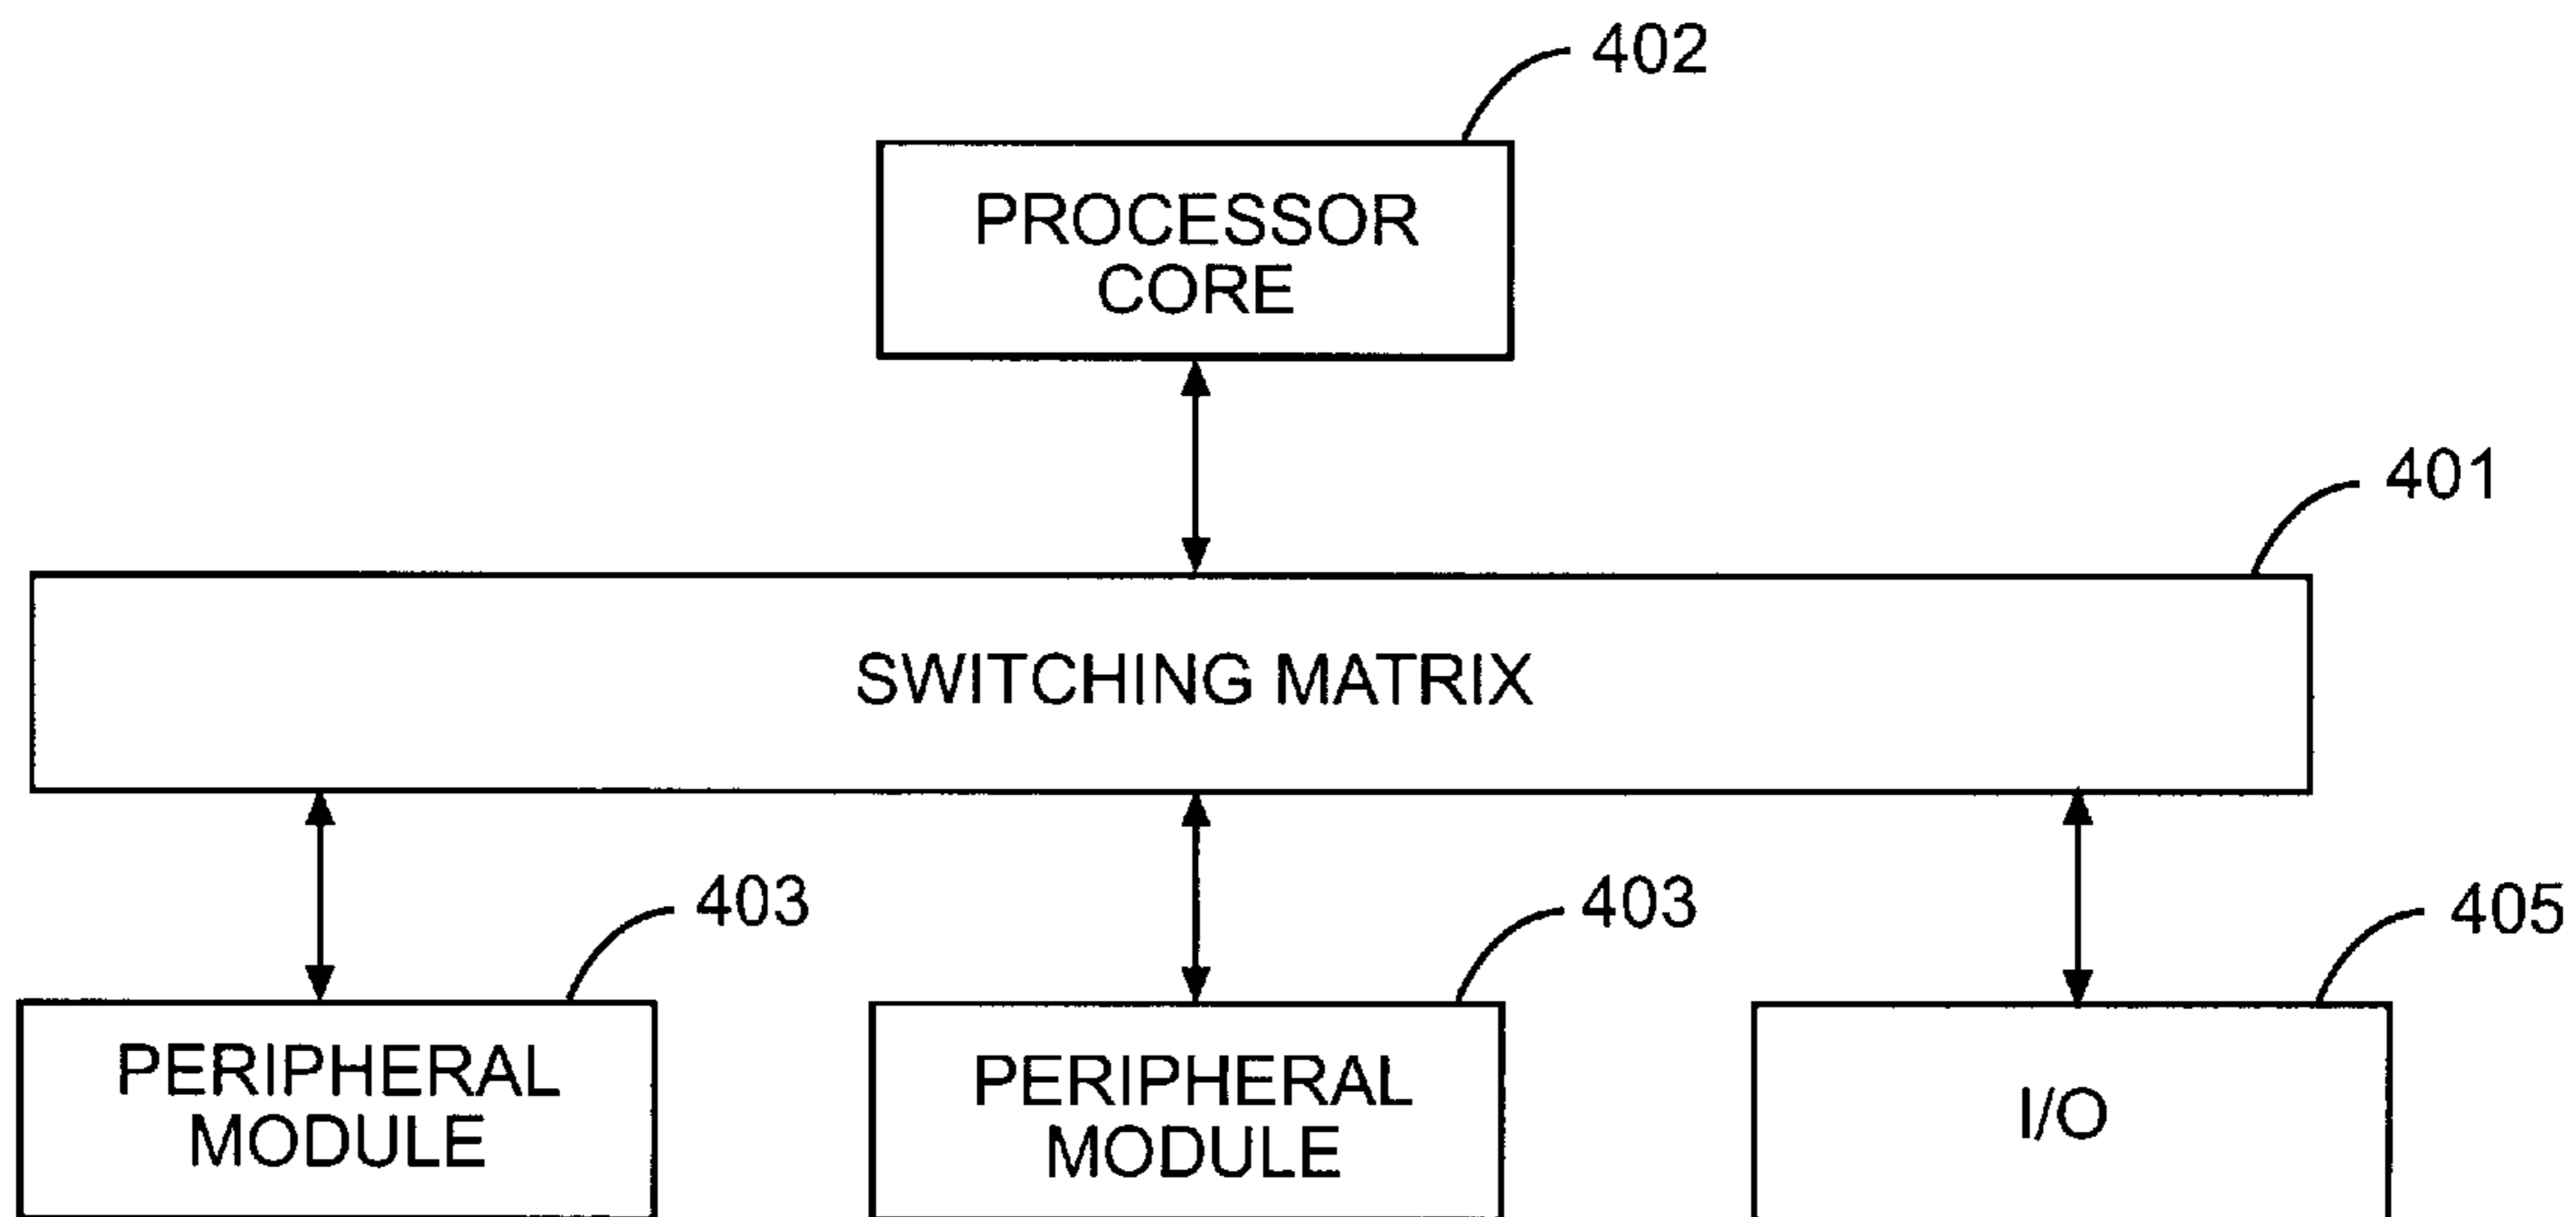 402
PROCESSOR
CORE
401
SWITCHING MATRIX
403
403
405
PERIPHERAL
MODULE
PERIPHERAL
MODULE
I/O